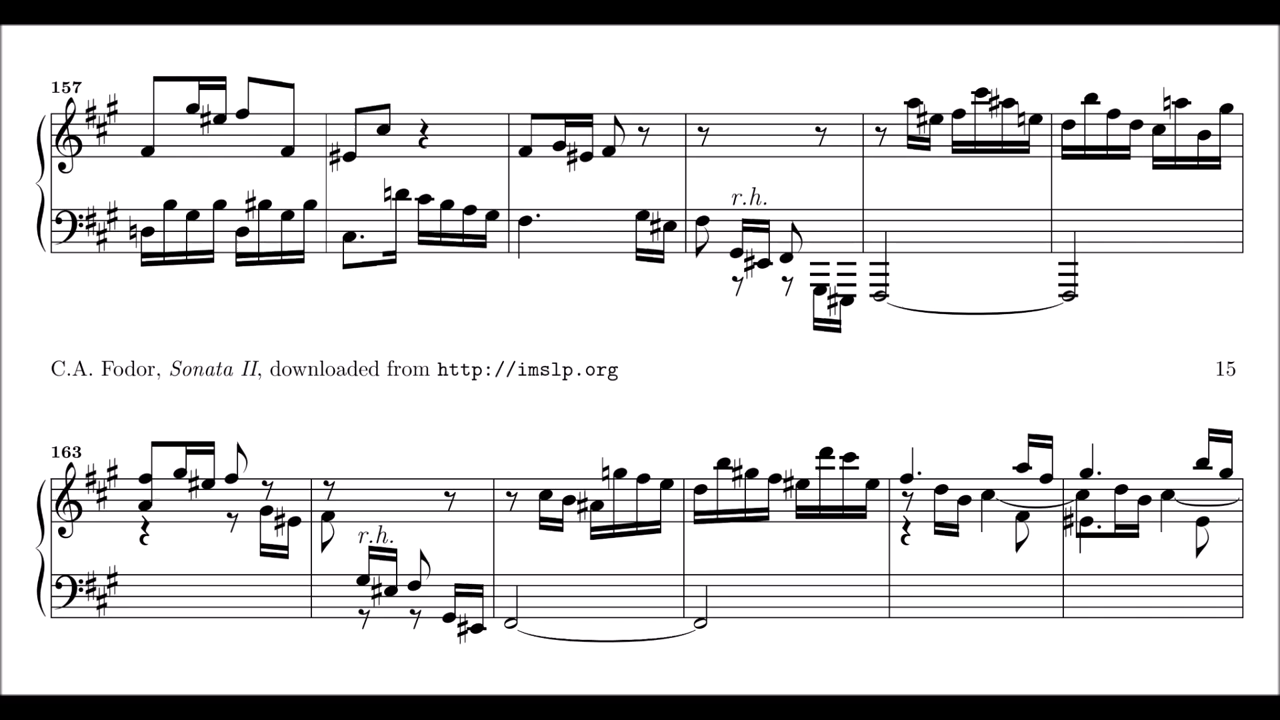 157
r.h.
C.A. Fodor, Sonata II, downloaded from http://imslp.org 15
163
r.h.